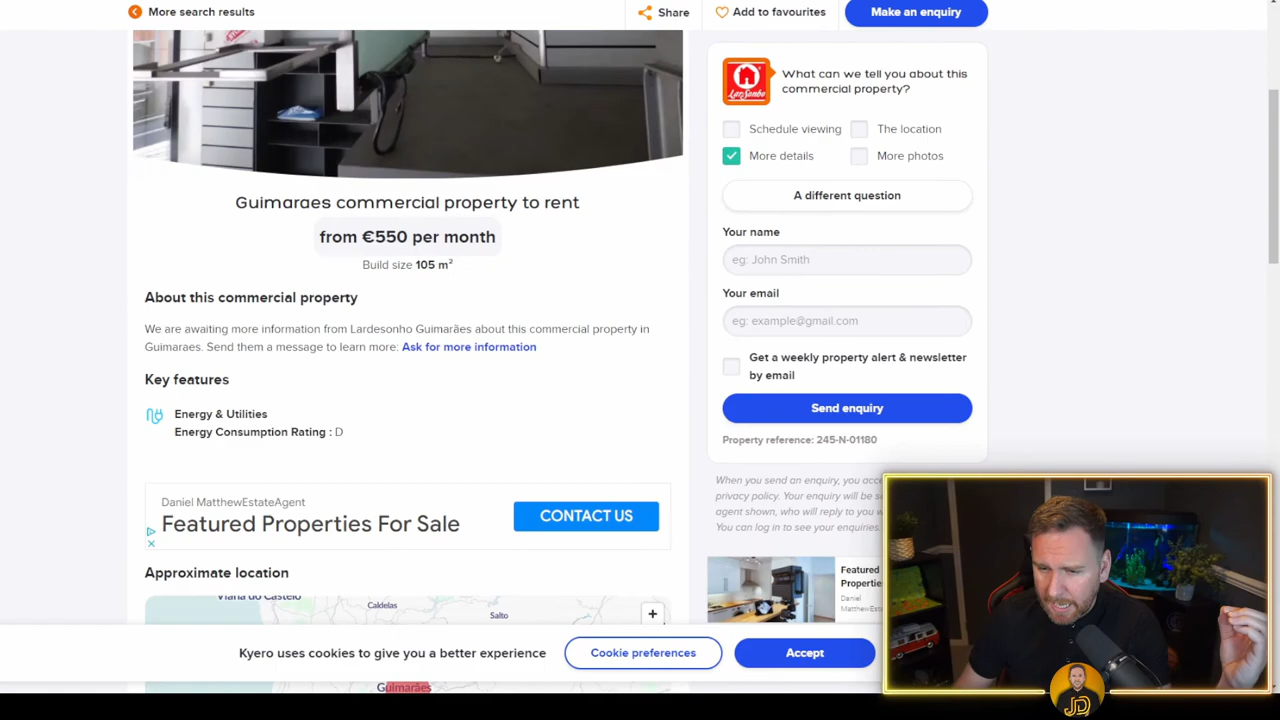 More search results
Share
Add to favourites
Make an enquiry
Guimaraes commercial property to rent
from €550 per month
Build size 105 m²
About this commercial property
We are awaiting more information from Lardesonho Guimarães about this commercial property in
Guimaraes. Send them a message to learn more: Ask for more information
Key features
Energy & Utilities
Energy Consumption Rating : D
Daniel MatthewEstateAgent
Featured Properties For Sale
CONTACT US
Approximate location
Viana do Castelo
Caldelas
Salto
+
Guimarães
LarSonho
What can we tell you about this
commercial property?
Schedule viewing
The location
More details
More photos
A different question
Your name
eg: John Smith
Your email
eg: example@gmail.com
Get a weekly property alert & newsletter
by email
Send enquiry
Property reference: 245-N-01180
When you send an enquiry, you acce
privacy policy. Your enquiry will be s
agent shown, who will reply to you w
You can log in to see your enquiries.
Featured
Properties
Daniel
MatthewEsta
Kyero uses cookies to give you a better experience
Cookie preferences
Accept
JD